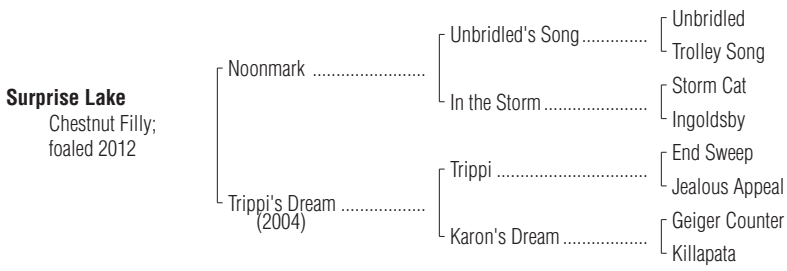 Unbridled
Unbridled's Song ..............
Trolley Song
Noonmark ........................
Storm Cat
In the Storm ......................
Ingoldsby
Surprise Lake
Chestnut Filly;
foaled 2012
End Sweep
Trippi ................................
Jealous Appeal
Trippi's Dream ..................
(2004)
Geiger Counter
Karon's Dream ..................
Killapata